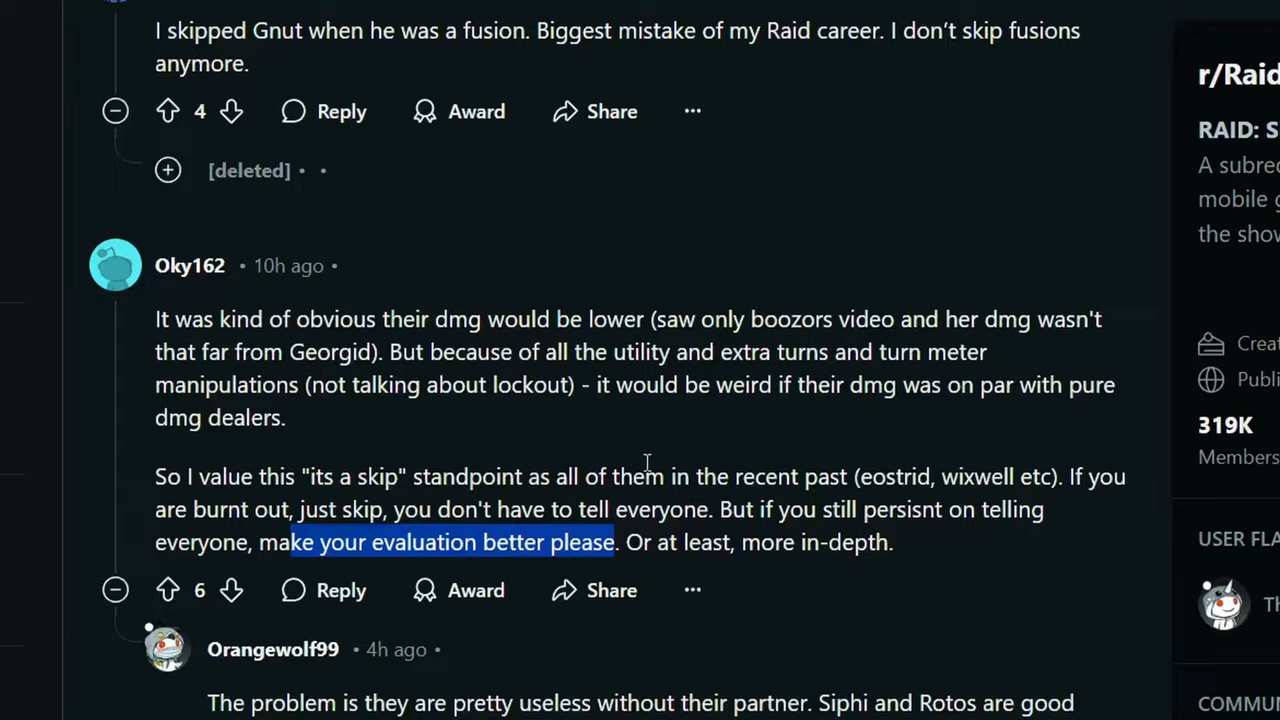 I skipped Gnut when he was a fusion. Biggest mistake of my Raid career. I don’t skip fusions
anymore.
4 Reply Award Share ...
[deleted] • •
Oky162 • 10h ago •
It was kind of obvious their dmg would be lower (saw only boozors video and her dmg wasn't
that far from Georgid). But because of all the utility and extra turns and turn meter
manipulations (not talking about lockout) - it would be weird if their dmg was on par with pure
dmg dealers.
So I value this "its a skip" standpoint as all of them in the recent past (eostrid, wixwell etc). If you
are burnt out, just skip, you don't have to tell everyone. But if you still persisnt on telling
everyone, make your evaluation better please. Or at least, more in-depth.
6 Reply Award Share ...
Orangewolf99 • 4h ago •
The problem is they are pretty useless without their partner. Siphi and Rotos are good
r/Raid
RAID: S
A subre
mobile g
the show
Creat
Publi
319K
Members
USER FLA
Th
COMMU